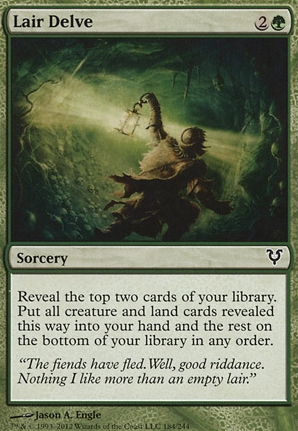 Lair Delve 2
Sorcery
Reveal the top two cards of your library.
Put all creature and land cards revealed
this way into your hand and the rest on
the bottom of your library in any order.
“The fiends have fled. Well, good riddance.
Nothing I like more than an empty lair.”
Jason A. Engle
™ & © 1993–2012 Wizards of the Coast LLC 184/244